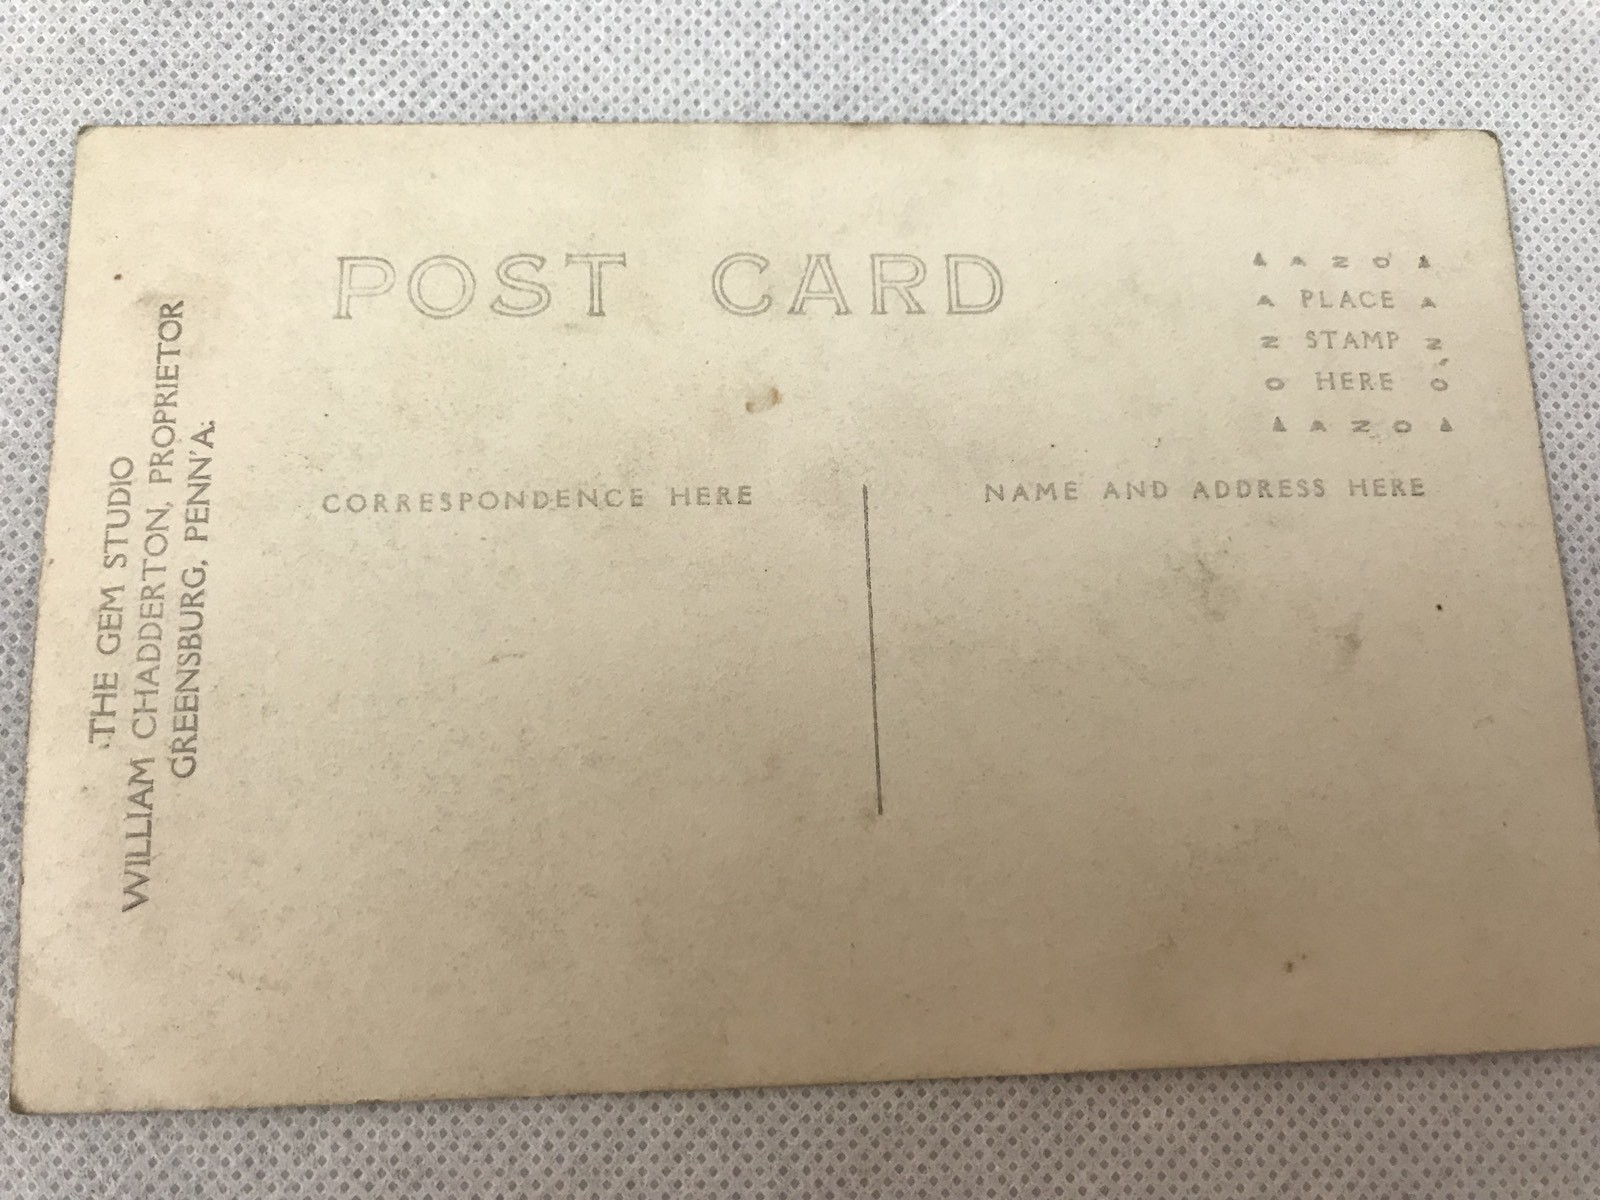 POST CARD
AZO
A PLACE A
Z STAMP Z
O HERE O
AZO
CORRESPONDENCE HERE
NAME AND ADDRESS HERE
THE GEM STUDIO
WILLIAM CHADDERTON, PROPRIETOR
GREENSBURG, PENN'A.